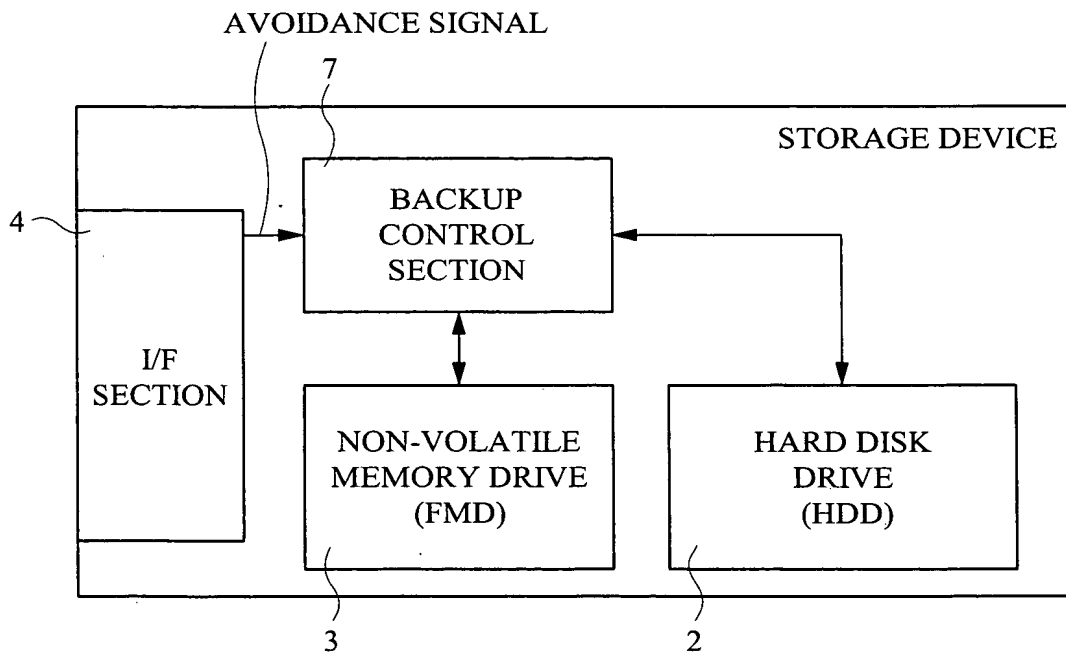 AVOIDANCE SIGNAL
7
STORAGE DEVICE
BACKUP
CONTROL
SECTION
4
I/F
SECTION
NON-VOLATILE
MEMORY DRIVE
(FMD)
HARD DISK
DRIVE
(HDD)
3
2